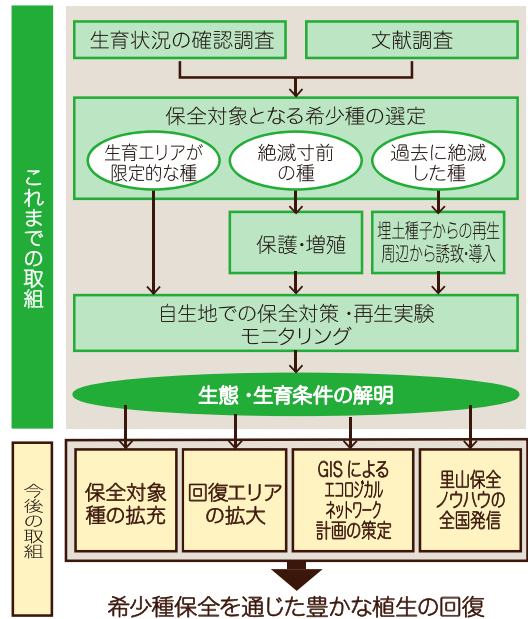 これまでの取組
生育状況の確認調査
文献調査
保全対象となる希少種の選定
生育エリアが
限定的な種
絶滅寸前
の種
過去に絶滅
した種
保護・増殖
埋土種子からの再生
周辺から誘致・導入
自生地での保全対策・再生実験
モニタリング
生態・生育条件の解明
今後の取組
保全対象
種の拡充
回復エリア
の拡大
GISによる
エコロジカル
ネットワーク
計画の策定
里山保全
ノウハウの
全国発信
希少種保全を通じた豊かな植生の回復